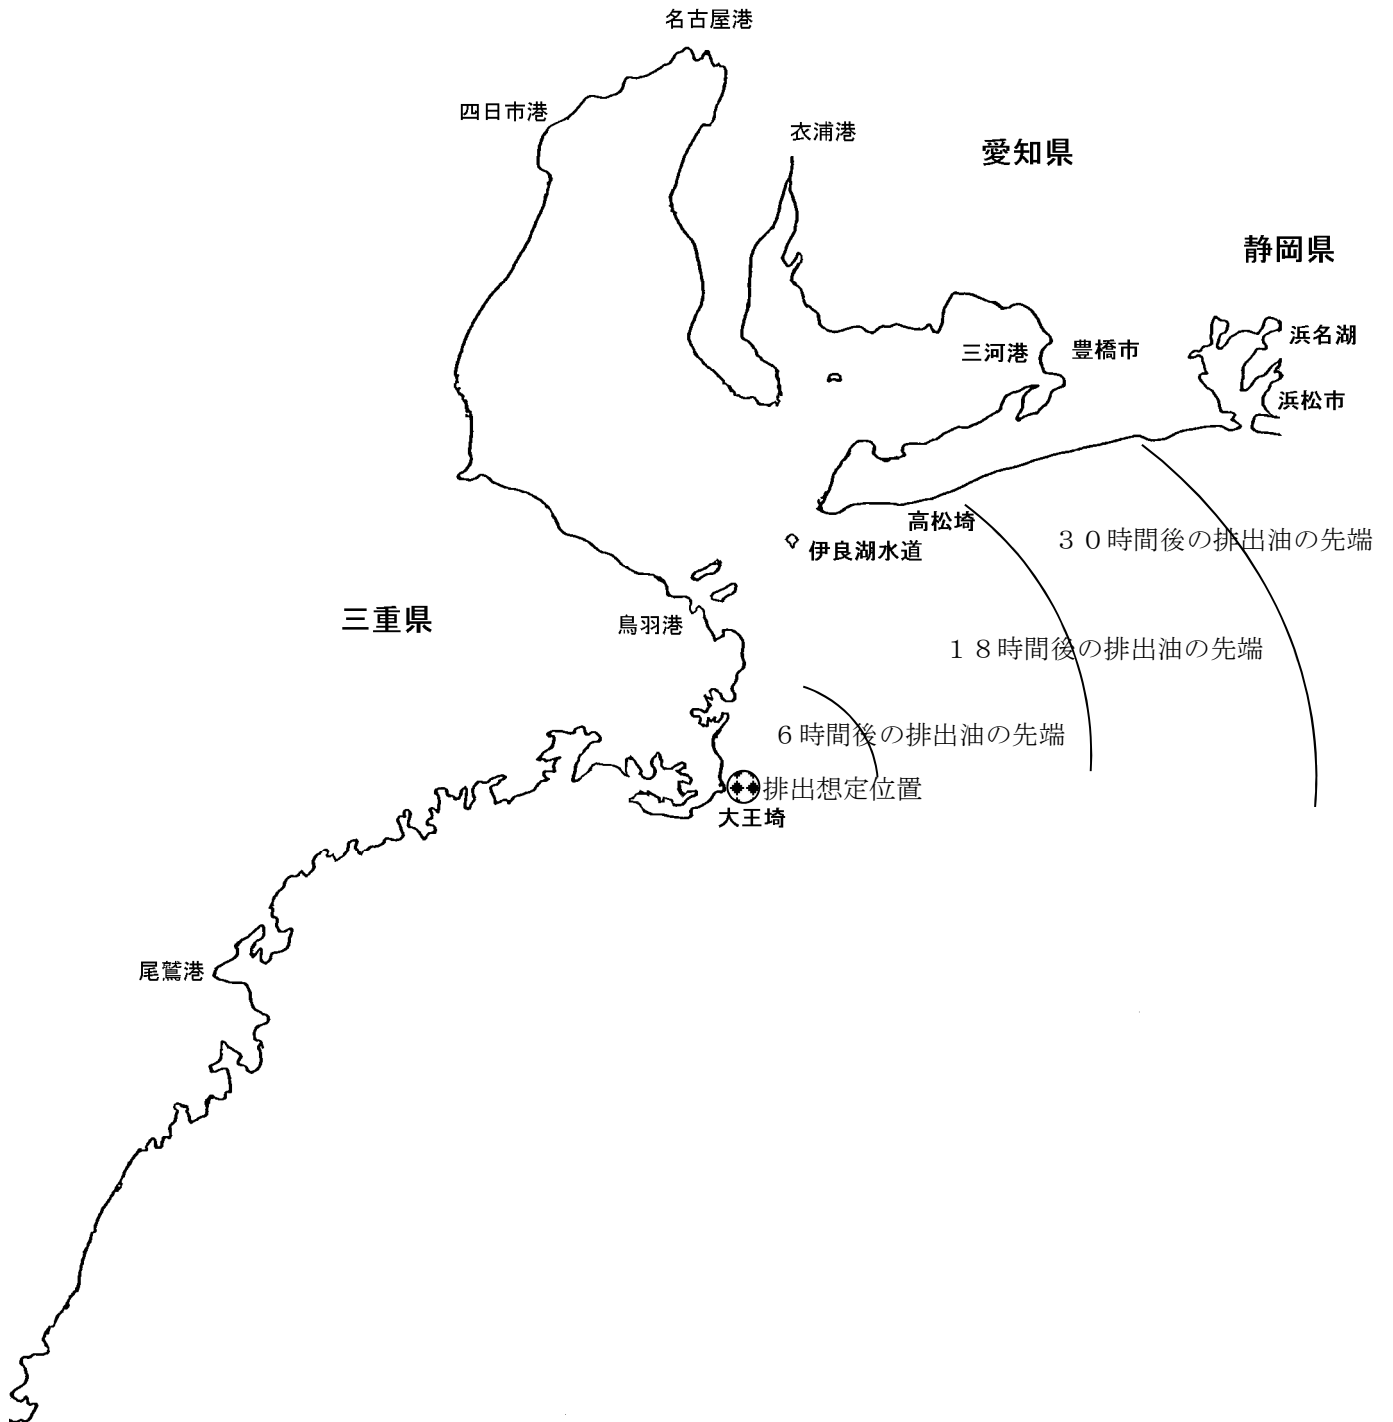 名古屋港
四日市港
衣浦港
愛知県
静岡県
浜名湖
三河港
豊橋市
浜松市
高松埼
30時間後の排出油の先端
伊良湖水道
三重県
鳥羽港
18時間後の排出油の先端
6時間後の排出油の先端
排出想定位置
大王埼
尾鷲港